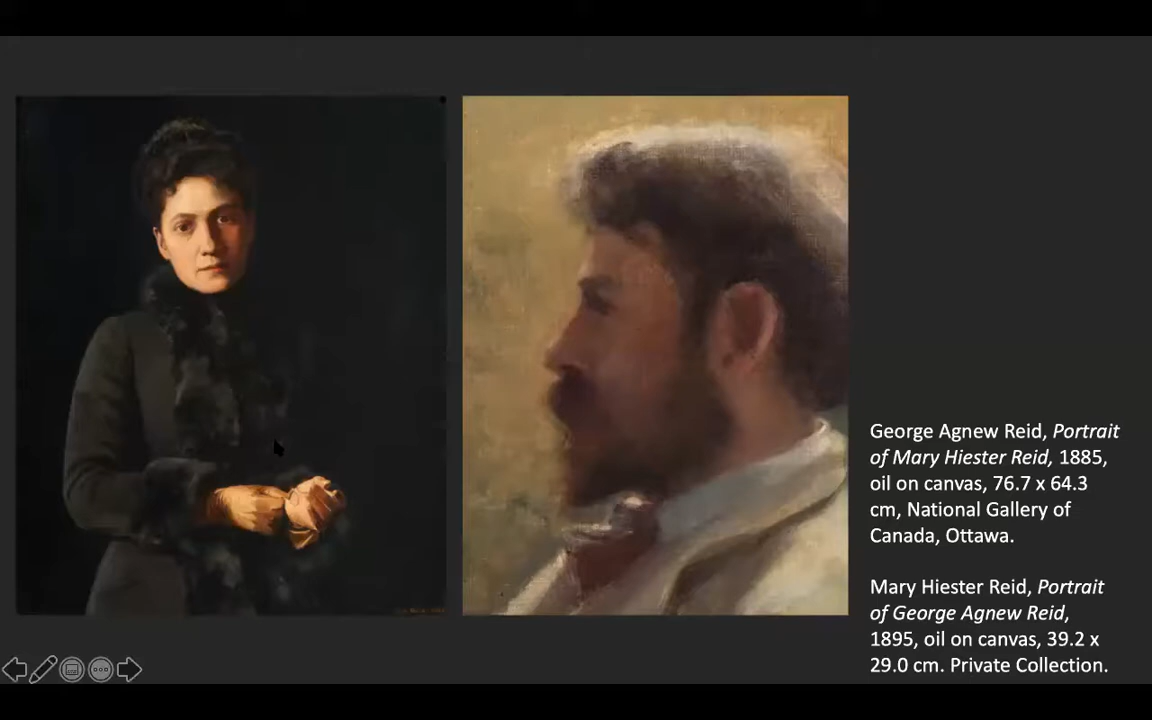 George Agnew Reid, Portrait
of Mary Hiester Reid, 1885,
oil on canvas, 76.7 x 64.3
cm, National Gallery of
Canada, Ottawa.
Mary Hiester Reid, Portrait
of George Agnew Reid,
1895, oil on canvas, 39.2 x
29.0 cm. Private Collection.